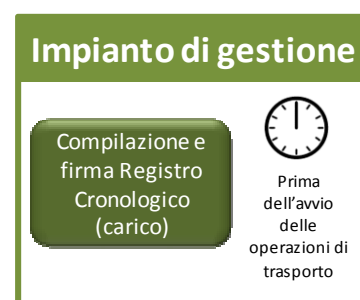 Impianto di gestione
Compilazione e
firma Registro
Cronologico
(carico)
Prima
dell’avvio
delle
operazioni di
trasporto